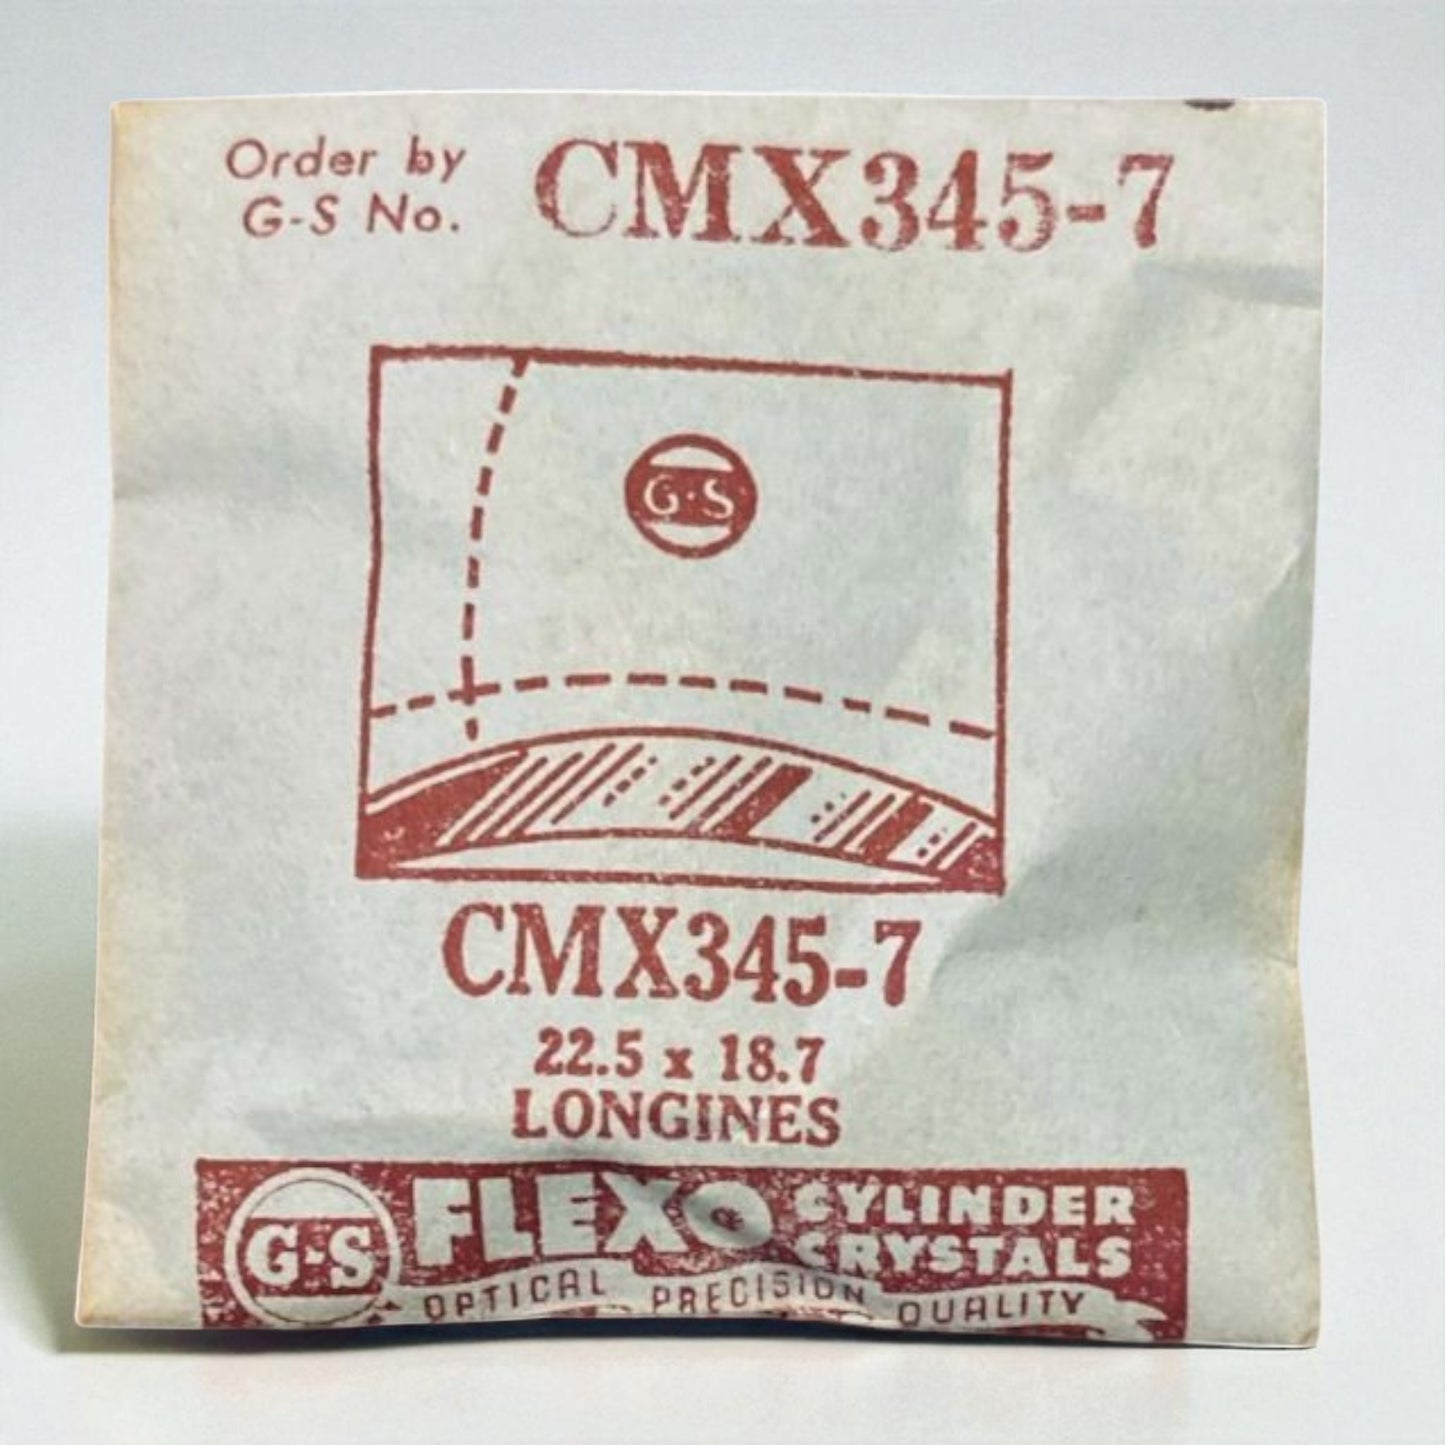 Order by
G-S No.
CMX345-7
G·S
CMX345-7
22.5 x 18.7
LONGINES
G-S
FLEXO
CYLINDER
CRYSTALS
OPTICAL PRECISION QUALITY